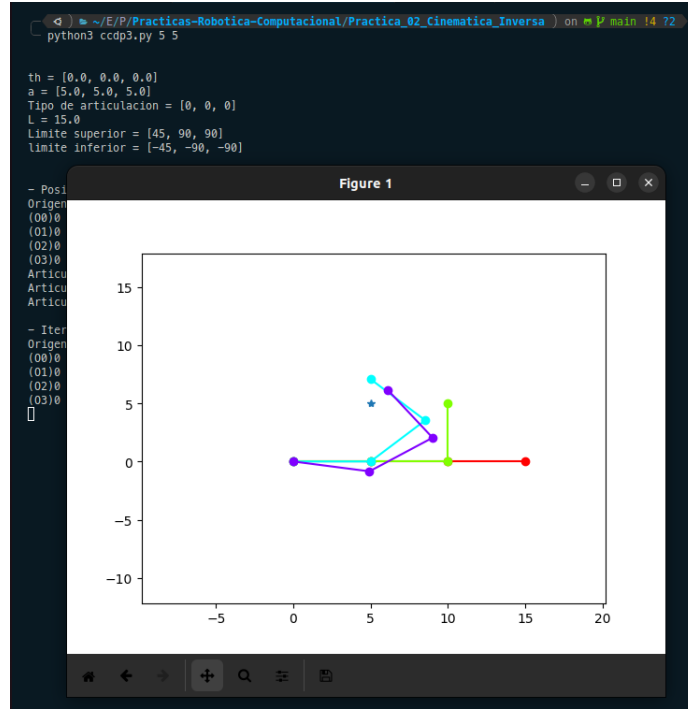 ~/E/P/Practicas-Robotica-Computacional/Practica_02_Cinematica_Inversa ) on main !4 ?2
python3 ccdp3.py 5 5
th = [0.0, 0.0, 0.0]
a = [5.0, 5.0, 5.0]
Tipo de articulacion = [0, 0, 0]
L = 15.0
Limite superior = [45, 90, 90]
limite inferior = [-45, -90, -90]
- Posi
Origen
(O0)0
(O1)0
(O2)0
(O3)0
Articu
Articu
Articu
- Iter
Origen
(O0)0
(O1)0
(O2)0
(O3)0
Figure 1
15
10
5
0
−5
−10
−5 0 5 10 15 20